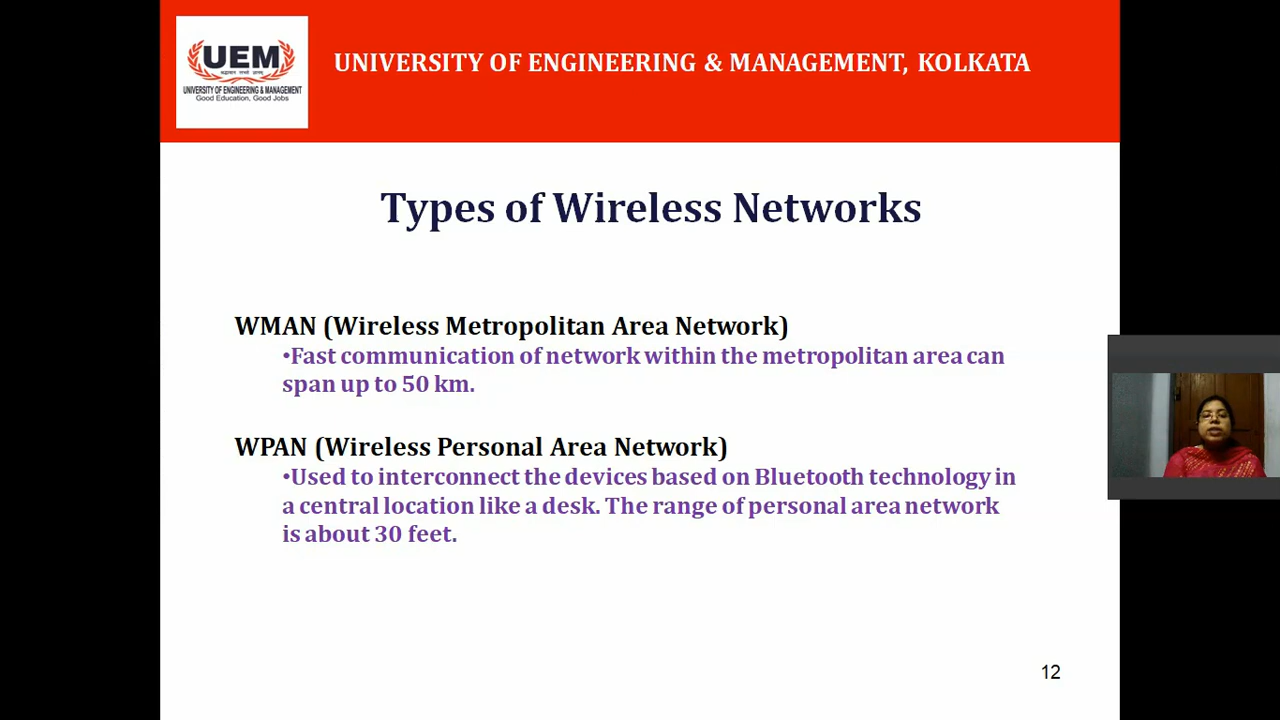 UEM
UNIVERSITY OF ENGINEERING & MANAGEMENT
Good Education, Good Jobs
UNIVERSITY OF ENGINEERING & MANAGEMENT, KOLKATA
Types of Wireless Networks
WMAN (Wireless Metropolitan Area Network)
•Fast communication of network within the metropolitan area can
span up to 50 km.
WPAN (Wireless Personal Area Network)
•Used to interconnect the devices based on Bluetooth technology in
a central location like a desk. The range of personal area network
is about 30 feet.
12